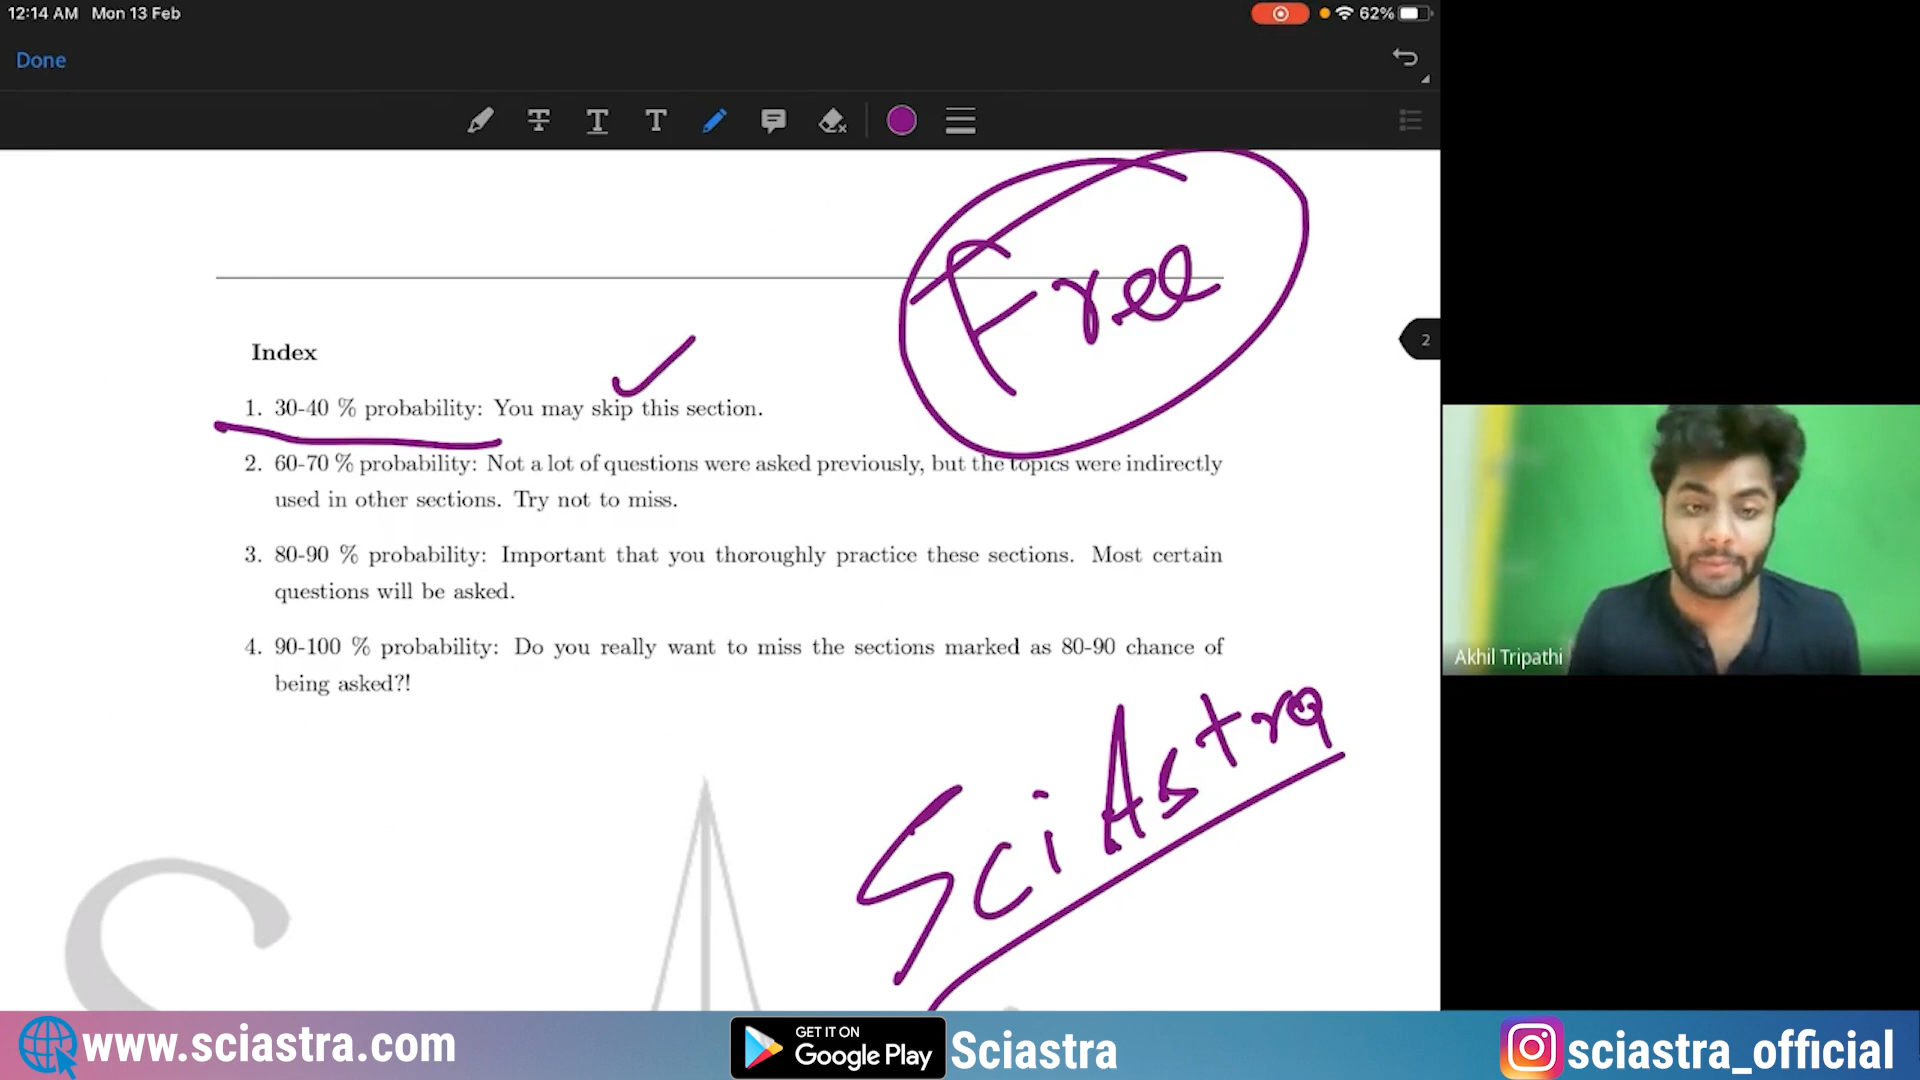 12:14 AM Mon 13 Feb
62%
Done
T T T
Free
Index
2
1. 30-40 % probability: You may skip this section.
2. 60-70 % probability: Not a lot of questions were asked previously, but the topics were indirectly
used in other sections. Try not to miss.
3. 80-90 % probability: Important that you thoroughly practice these sections. Most certain
questions will be asked.
4. 90-100 % probability: Do you really want to miss the sections marked as 80-90 chance of
being asked?!
Akhil Tripathi
SciAstra
www.sciastra.com
GET IT ON
Google Play
Sciastra
sciastra_official